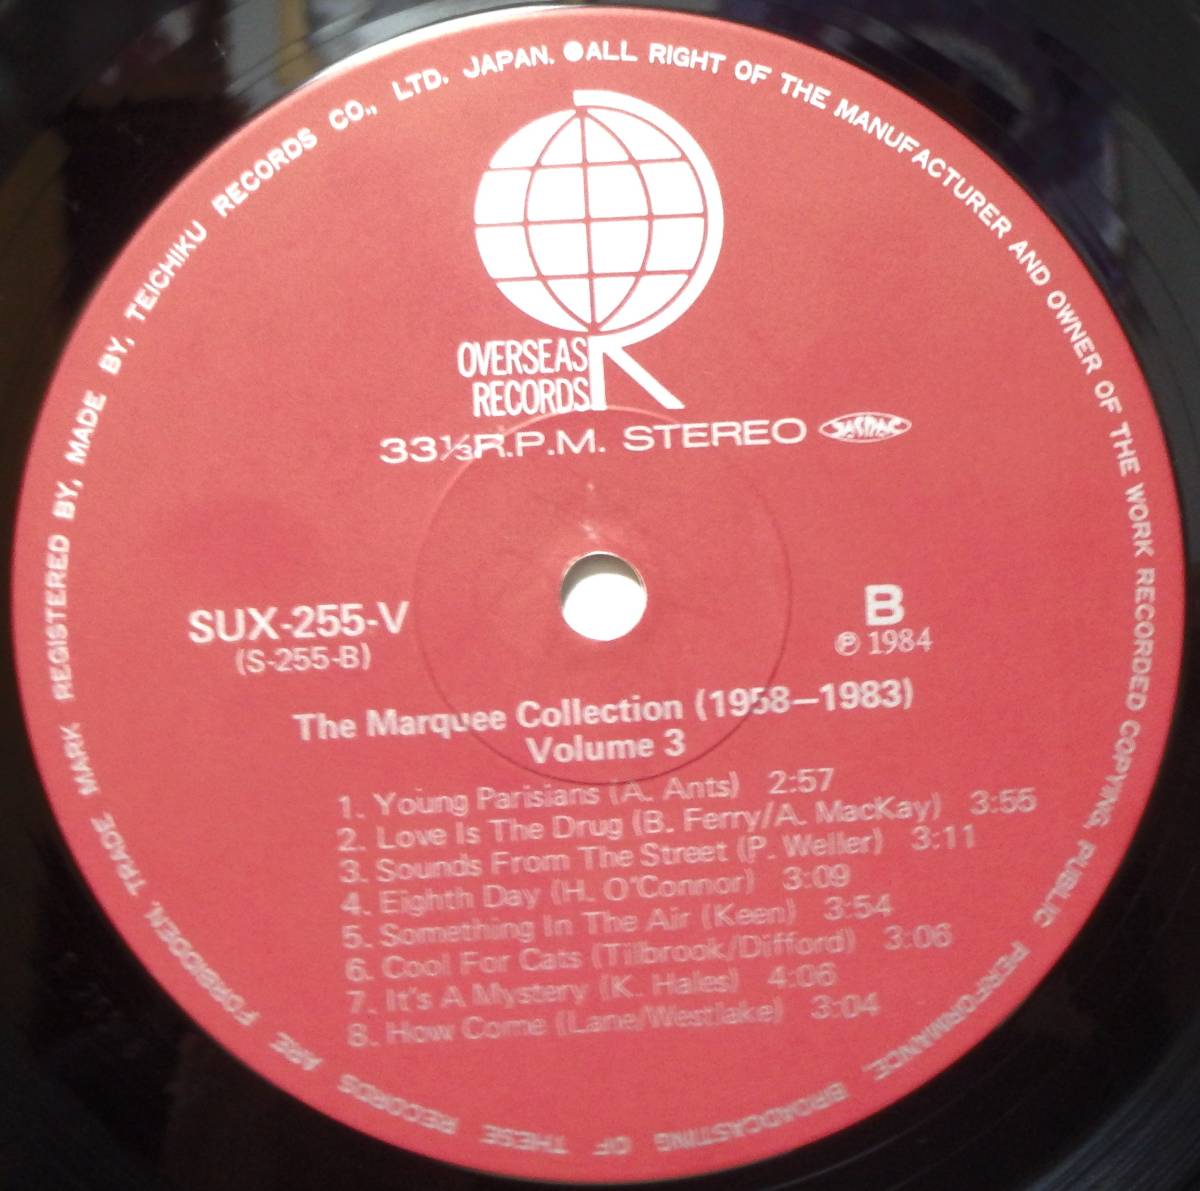 TRADE MARK REGISTERED BY, MADE BY, TEICHIKU RECORDS CO., LTD. JAPAN. ●ALL RIGHT OF THE MANUFACTURER AND OWNER OF THE WORK RECORDED COPYING, PUBLIC PERFORMANCE, BROADCASTING OF THESE RECORDS ARE FORBIDDEN,
OVERSEAS
RECORDS
33⅓R.P.M. STEREO JASRAC
SUX-255-V
(S-255-B)
B
℗ 1984
The Marquee Collection (1958—1983)
Volume 3
1. Young Parisians (A. Ants) 2:57
2. Love Is The Drug (B. Ferry/A. MacKay) 3:55
3. Sounds From The Street (P. Weller) 3:11
4. Eighth Day (H. O'Connor) 3:09
5. Something In The Air (Keen) 3:54
6. Cool For Cats (Tilbrook/Difford) 3:06
7. It's A Mystery (K. Hales) 4:06
8. How Come (Lane/Westlake) 3:04